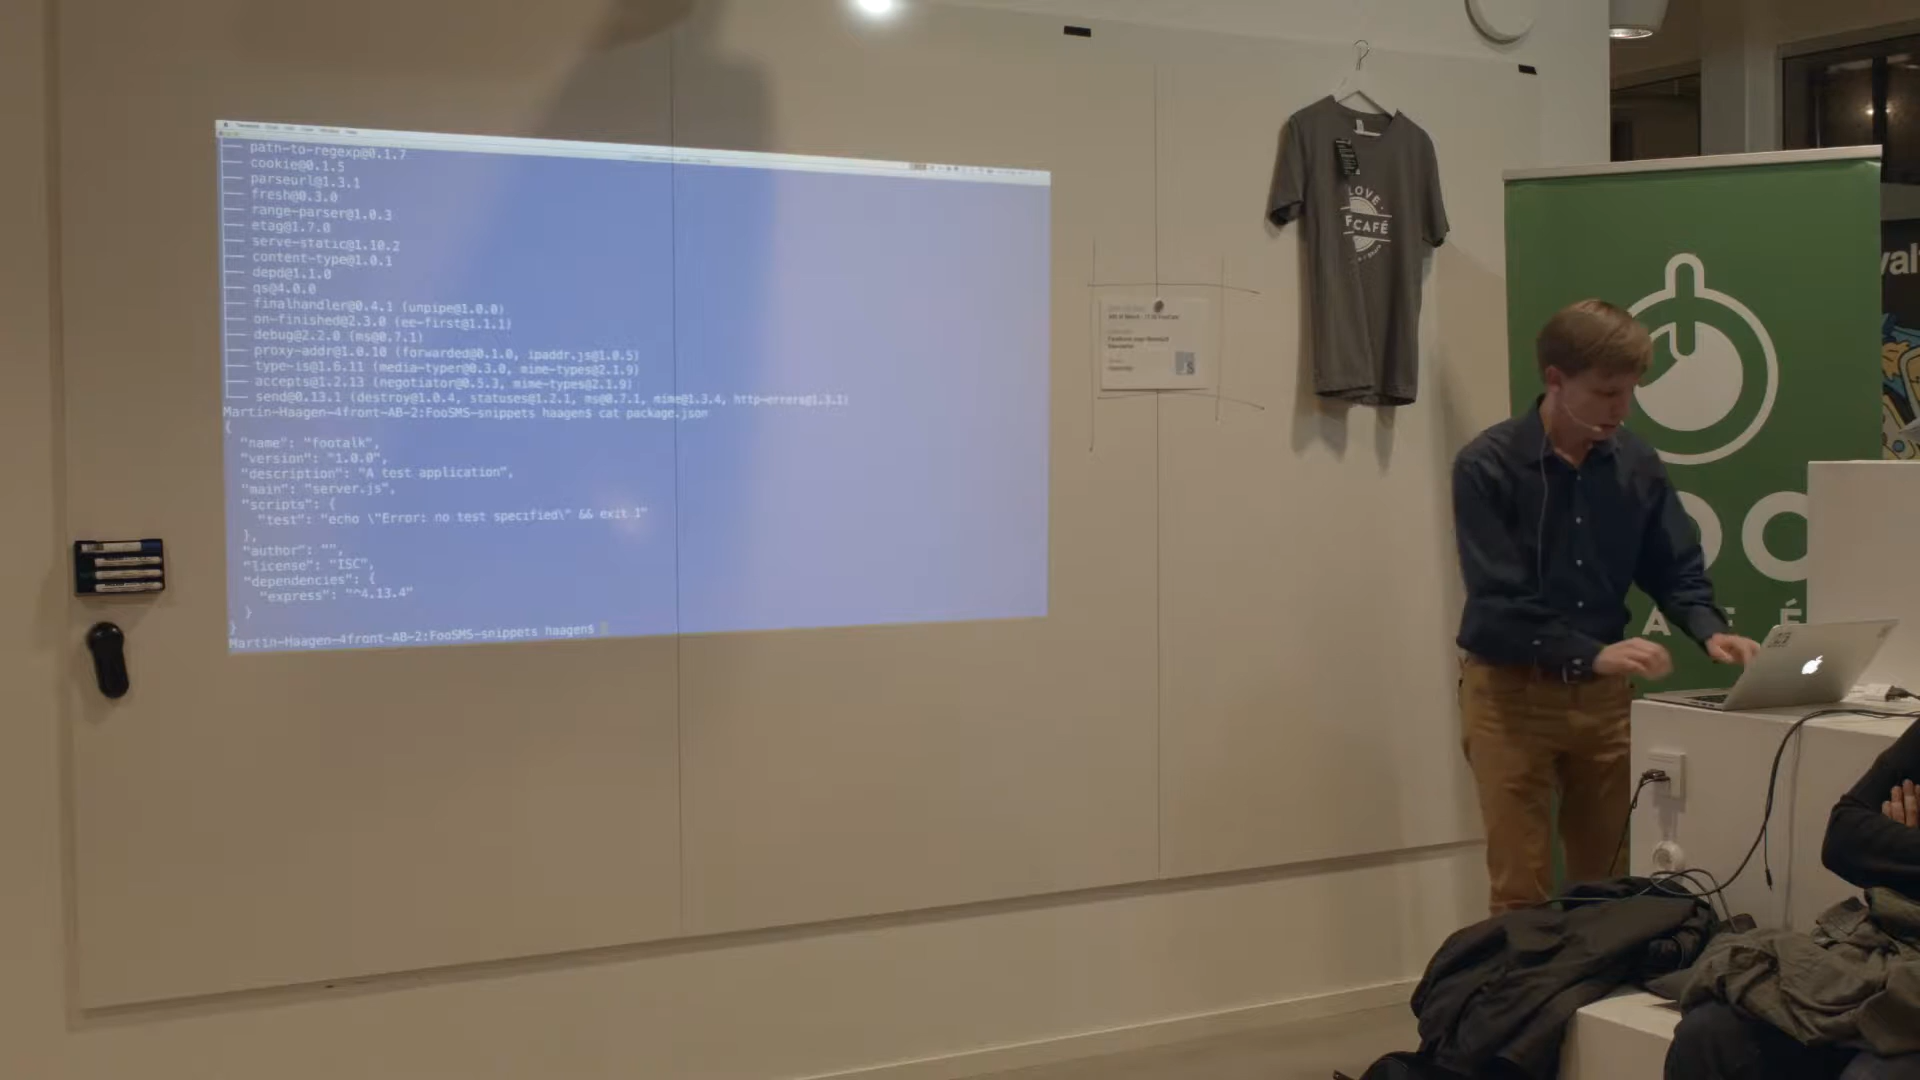 path-to-regexp@0.1.7
cookie@0.1.5
parseurl@1.3.1
fresh@0.3.0
range-parser@1.0.3
etag@1.7.0
serve-static@1.10.2
content-type@1.0.1
depd@1.1.0
qs@4.0.0
finalhandler@0.4.1 (unpipe@1.0.0)
on-finished@2.3.0 (ee-first@1.1.1)
debug@2.2.0 (ms@0.7.1)
proxy-addr@1.0.10 (forwarded@0.1.0, ipaddr.js@1.0.5)
type-is@1.6.11 (media-typer@0.3.0, mime-types@2.1.9)
accepts@1.2.13 (negotiator@0.5.3, mime-types@2.1.9)
send@0.13.1 (destroy@1.0.4, statuses@1.2.1, ms@0.7.1, mime@1.3.4, http-errors@1.3.1)
Martin-Haagen-4front-AB-2:FooSMS-snippets haagen$ cat package.json
{
"name": "footalk",
"version": "1.0.0",
"description": "A test application",
"main": "server.js",
"scripts": {
"test": "echo \"Error: no test specified\" && exit 1"
},
"author": "",
"license": "ISC",
"dependencies": {
"express": "^4.13.4"
}
}
Martin-Haagen-4front-AB-2:FooSMS-snippets haagen$
LOVE
F CAFÉ